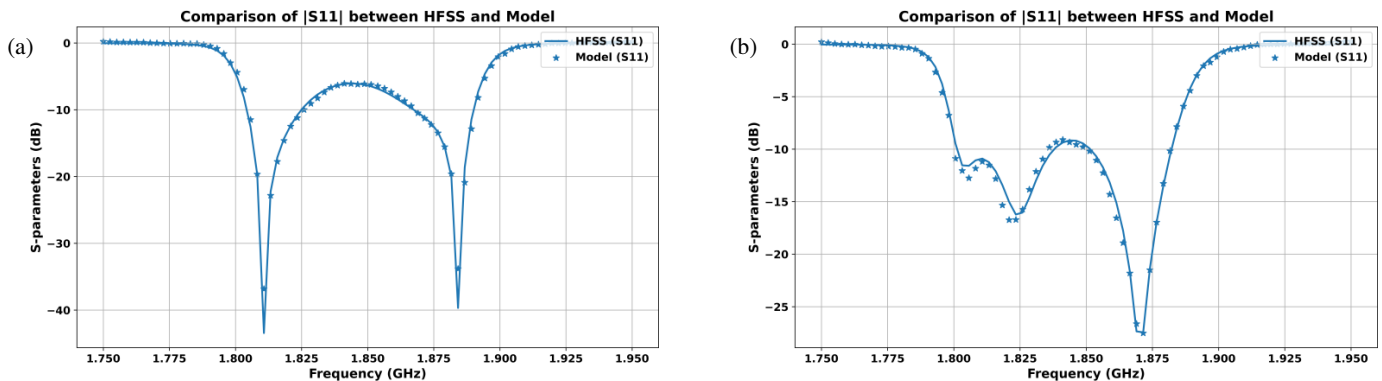 (a)
Comparison of |S11| between HFSS and Model
HFSS (S11)
Model (S11)
S-parameters (dB)
0
−10
−20
−30
−40
1.750 1.775 1.800 1.825 1.850 1.875 1.900 1.925 1.950
Frequency (GHz)
(b)
Comparison of |S11| between HFSS and Model
HFSS (S11)
Model (S11)
S-parameters (dB)
0
−5
−10
−15
−20
−25
1.750 1.775 1.800 1.825 1.850 1.875 1.900 1.925 1.950
Frequency (GHz)